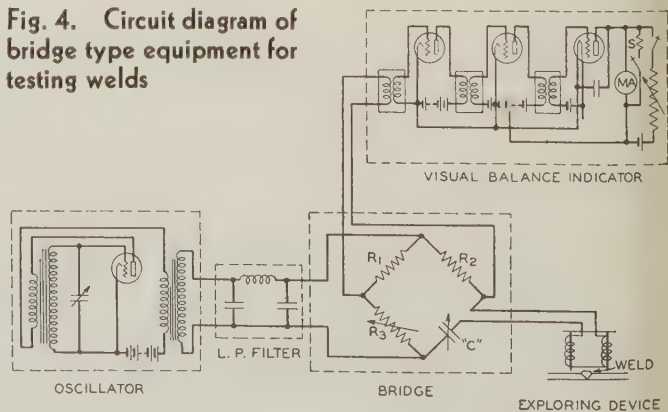 Fig. 4. Circuit diagram of
bridge type equipment for
testing welds
S
MA
VISUAL BALANCE INDICATOR
R1
R2
R3
"C"
L. P. FILTER
WELD
OSCILLATOR
BRIDGE
EXPLORING DEVICE